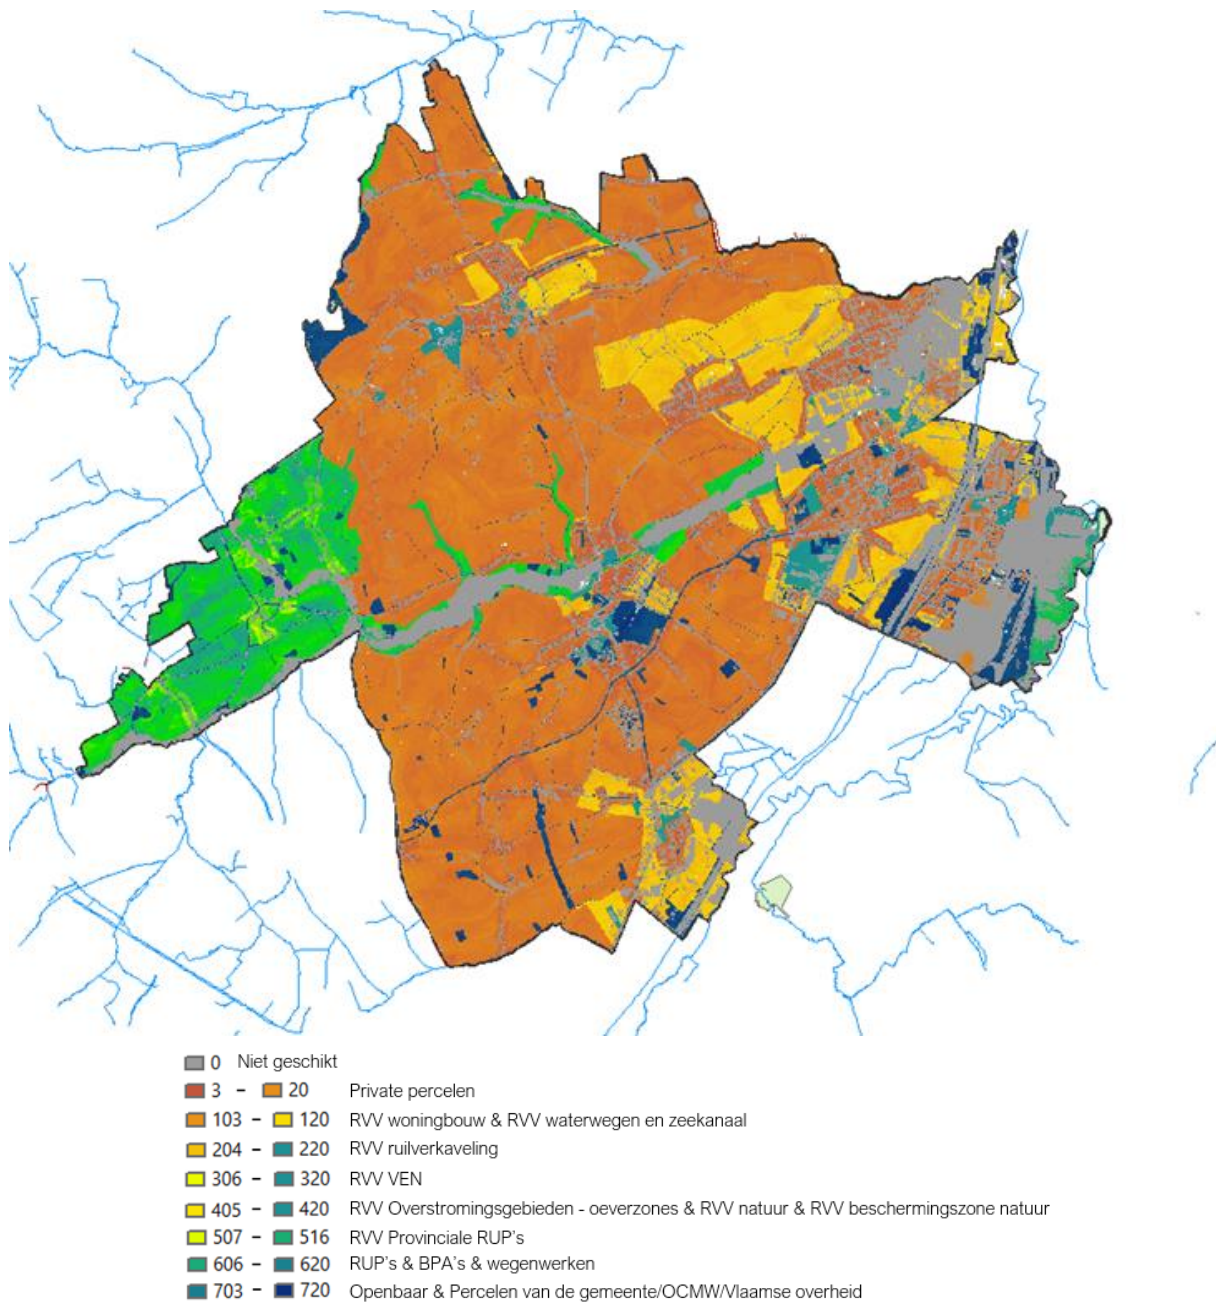 0 Niet geschikt
3 - 20 Private percelen
103 - 120 RVV woningbouw & RVV waterwegen en zeekanaal
204 - 220 RVV ruilverkaveling
306 - 320 RVV VEN
405 - 420 RVV Overstromingsgebieden - oeverzones & RVV natuur & RVV beschermingszone natuur
507 - 516 RVV Provinciale RUP's
606 - 620 RUP's & BPA's & wegenwerken
703 - 720 Openbaar & Percelen van de gemeente/OCMW/Vlaamse overheid